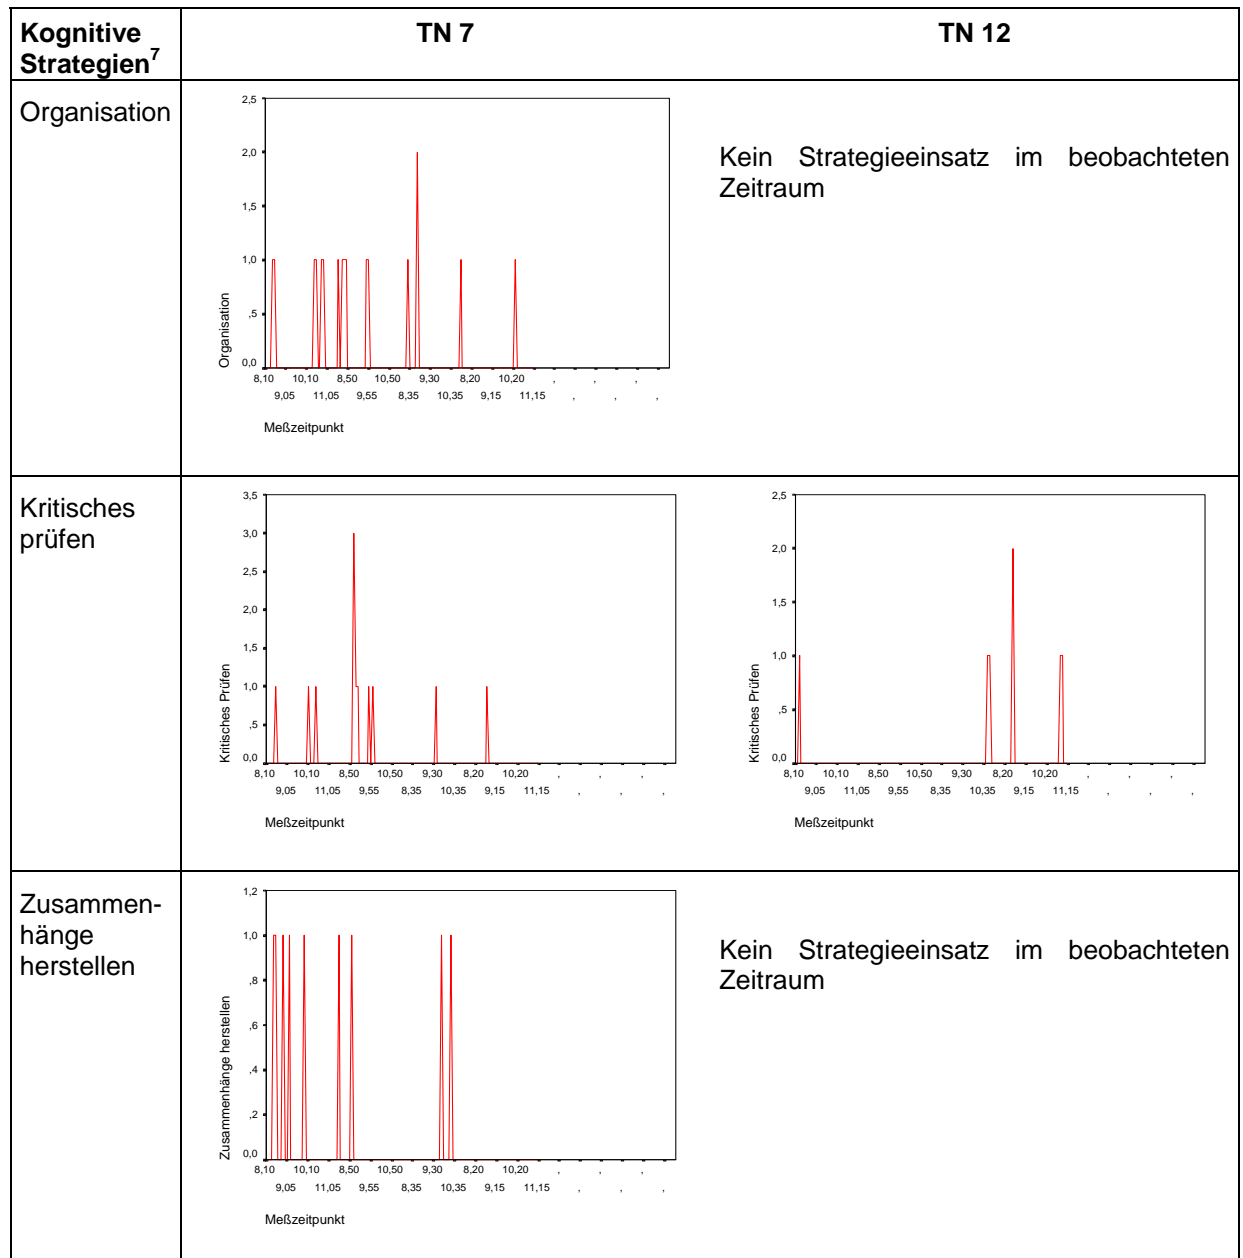 Kognitive Strategien7
TN 7
TN 12
Organisation
2,5
2,0
1,5
1,0
,5
0,0
Organisation
8,10 10,10 8,50 10,50 9,30 8,20 10,20 , , ,
9,05 11,05 9,55 8,35 10,35 9,15 11,15 , , ,
Meßzeitpunkt
Kein Strategieeinsatz im beobachteten
Zeitraum
Kritisches
prüfen
3,5
3,0
2,5
2,0
1,5
1,0
,5
0,0
Kritisches Prüfen
8,10 10,10 8,50 10,50 9,30 8,20 10,20 , , ,
9,05 11,05 9,55 8,35 10,35 9,15 11,15 , , ,
Meßzeitpunkt
2,5
2,0
1,5
1,0
,5
0,0
Kritisches Prüfen
8,10 10,10 8,50 10,50 9,30 8,20 10,20 , , ,
9,05 11,05 9,55 8,35 10,35 9,15 11,15 , , ,
Meßzeitpunkt
Zusammen-
hänge
herstellen
1,2
1,0
,8
,6
,4
,2
0,0
Zusammenhänge herstellen
8,10 10,10 8,50 10,50 9,30 8,20 10,20 , , ,
9,05 11,05 9,55 8,35 10,35 9,15 11,15 , , ,
Meßzeitpunkt
Kein Strategieeinsatz im beobachteten
Zeitraum